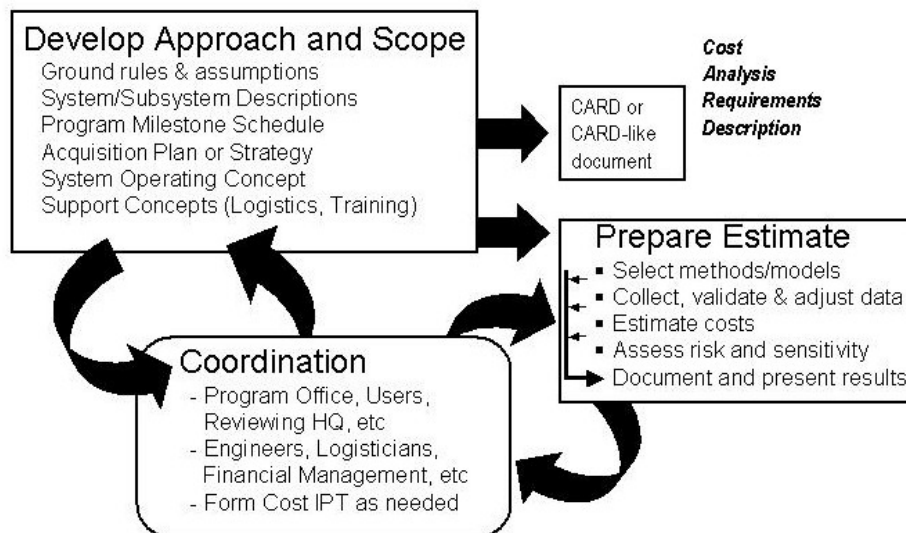 Develop Approach and Scope
Ground rules & assumptions
System/Subsystem Descriptions
Program Milestone Schedule
Acquisition Plan or Strategy
System Operating Concept
Support Concepts (Logistics, Training)
Cost
Analysis
Requirements
Description
CARD or
CARD-like
document
Prepare Estimate
▪ Select methods/models
▪ Collect, validate & adjust data
▪ Estimate costs
▪ Assess risk and sensitivity
Document and present results
Coordination
- Program Office, Users,
Reviewing HQ, etc
- Engineers, Logisticians,
Financial Management, etc
- Form Cost IPT as needed